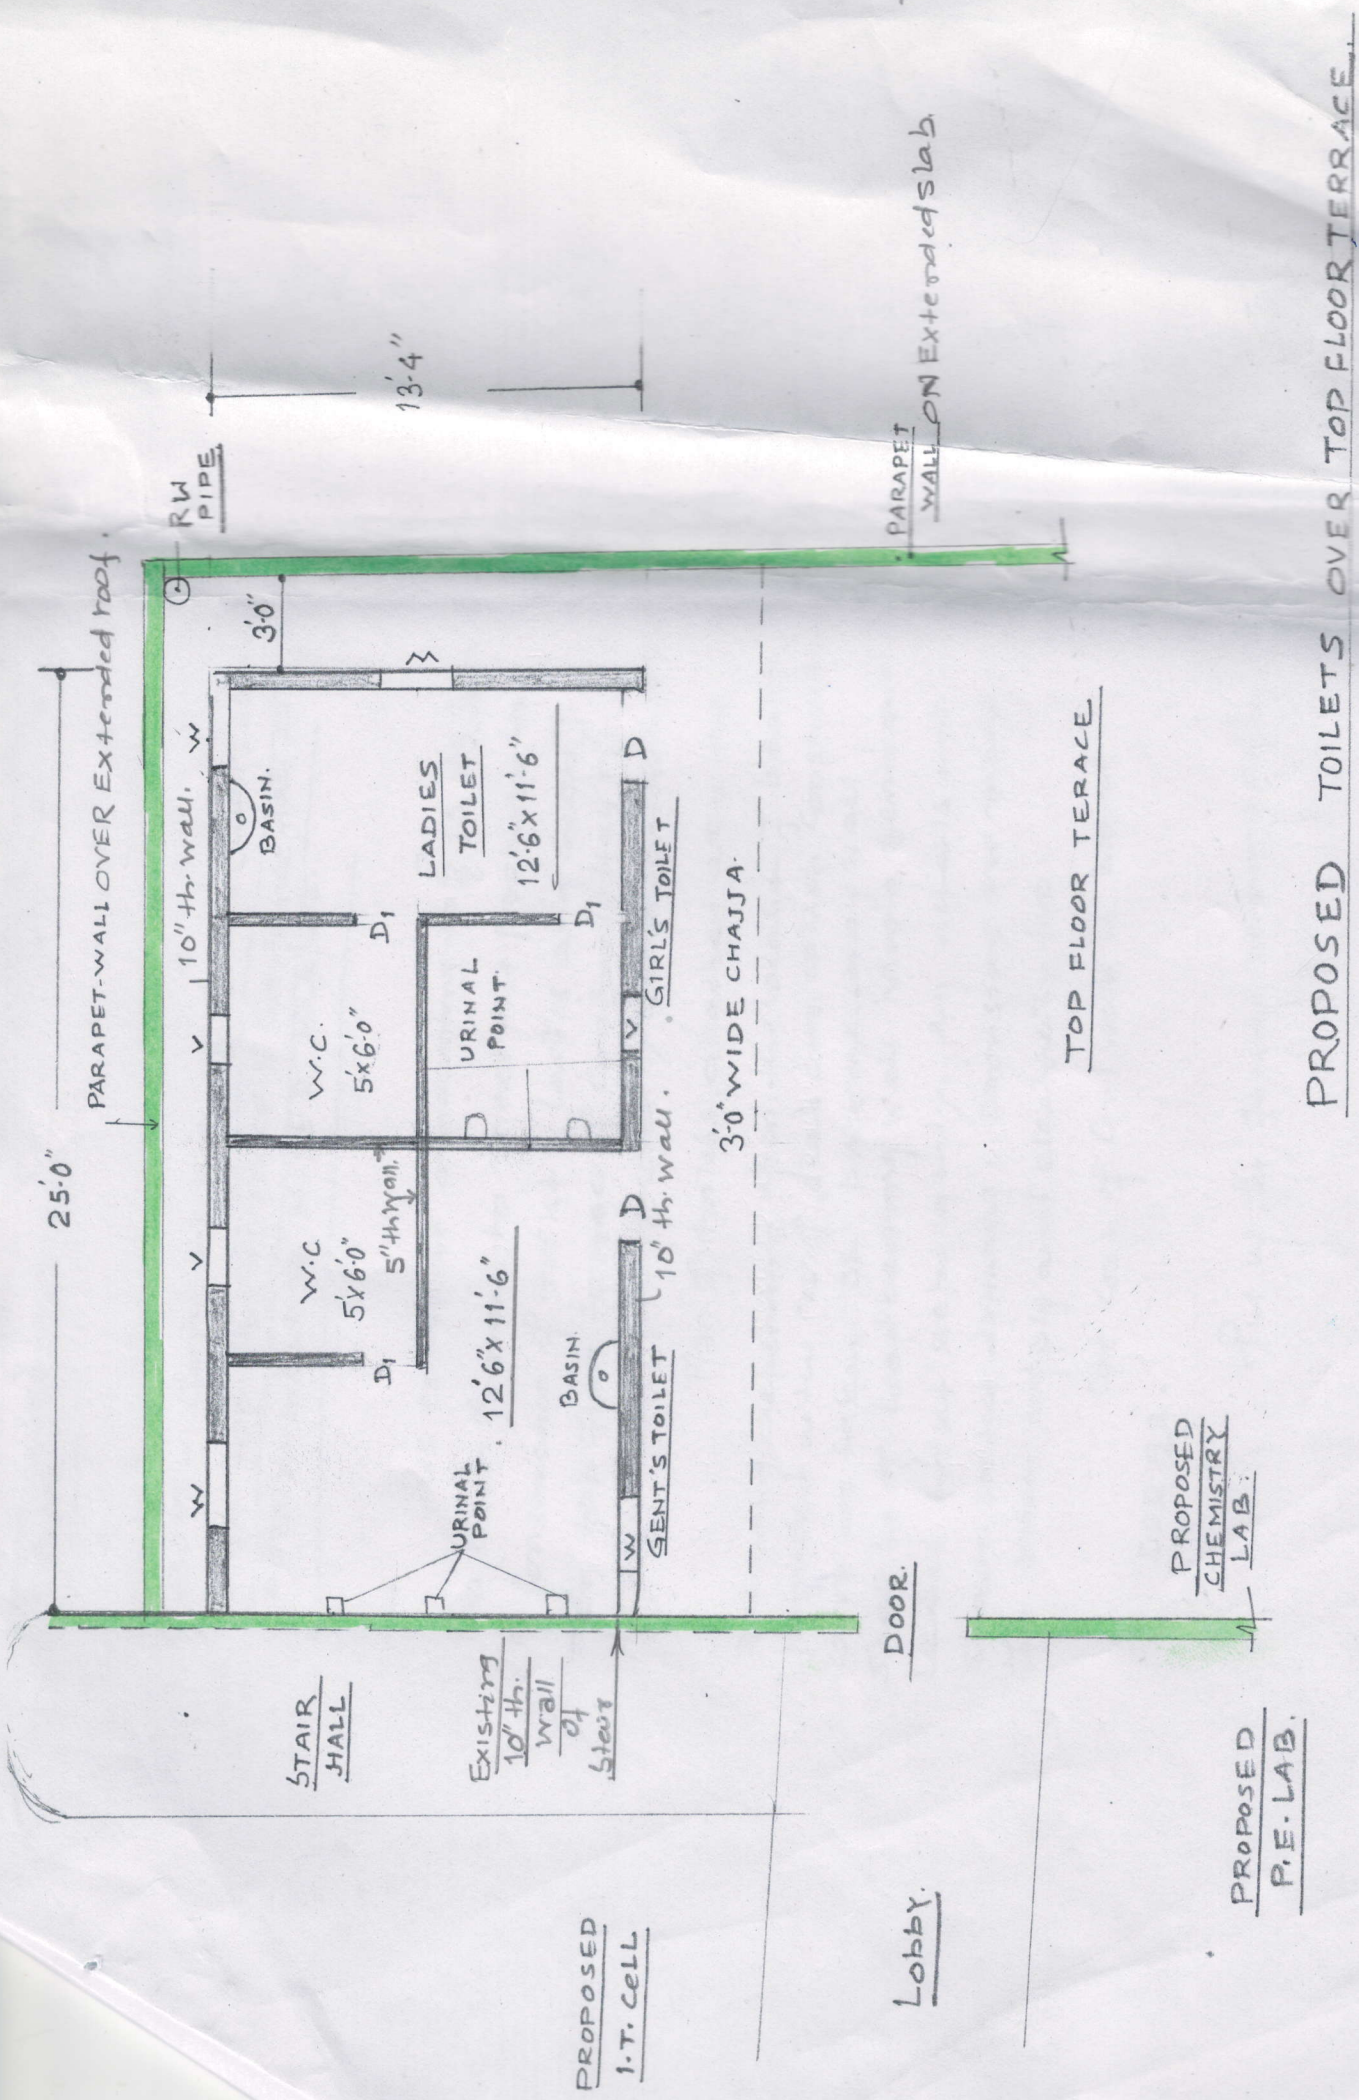 25'-0"
PARAPET-WALL OVER Extended roof.
RW
PIPE
10" th. wall.
W
V
V
W
3'-0"
13'-4"
BASIN.
W.C.
5'x6'-0"
W.C.
5'x6'-0"
5" th wall.
D1
D1
D1
W
LADIES
TOILET
12'-6"x11'-6"
URINAL
POINT.
12'6"x11'-6"
URINAL
POINT.
BASIN.
STAIR
HALL
EXISTING
10" th.
wall
of
stair
W
D
V
D
GENT'S TOILET
10" th. wall.
GIRL'S TOILET
3'-0" WIDE CHAJJA.
PARAPET
WALL ON Extended slab.
DOOR.
TOP FLOOR TERRACE
PROPOSED
I.T. CELL
Lobby.
PROPOSED
CHEMISTRY
LAB.
PROPOSED
P.E. LAB.
PROPOSED TOILETS OVER TOP FLOOR TERRACE.